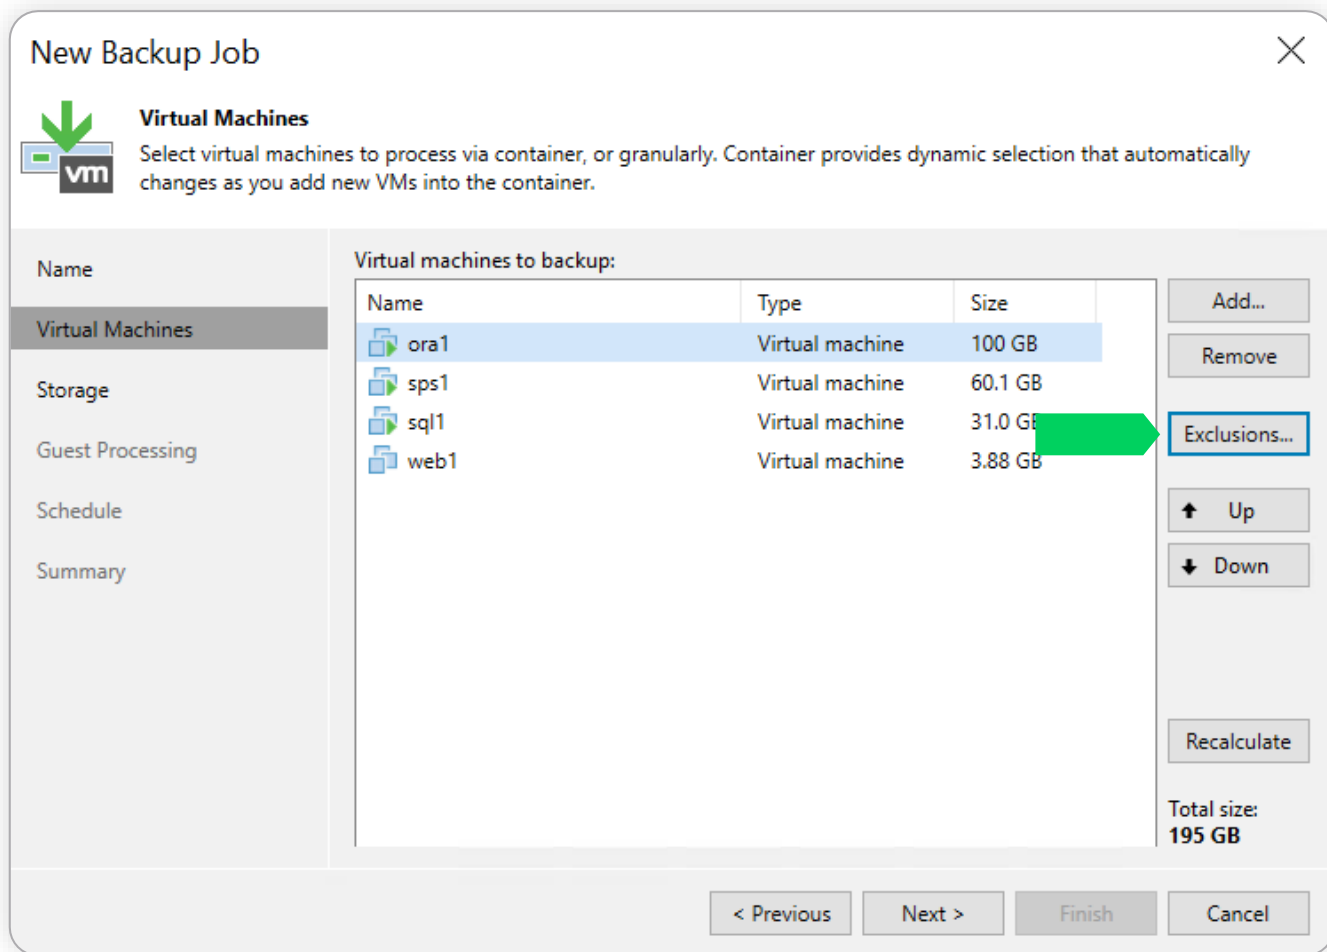 New Backup Job
Virtual Machines
Select virtual machines to process via container, or granularly. Container provides dynamic selection that automatically
changes as you add new VMs into the container.
vm
Name
Virtual Machines
Storage
Guest Processing
Schedule
Summary
Virtual machines to backup:
Name Type Size
ora1 Virtual machine 100 GB
sps1 Virtual machine 60.1 GB
sql1 Virtual machine 31.0 GB
web1 Virtual machine 3.88 GB
Add...
Remove
Exclusions...
Up
Down
Recalculate
Total size:
195 GB
< Previous Next > Finish Cancel